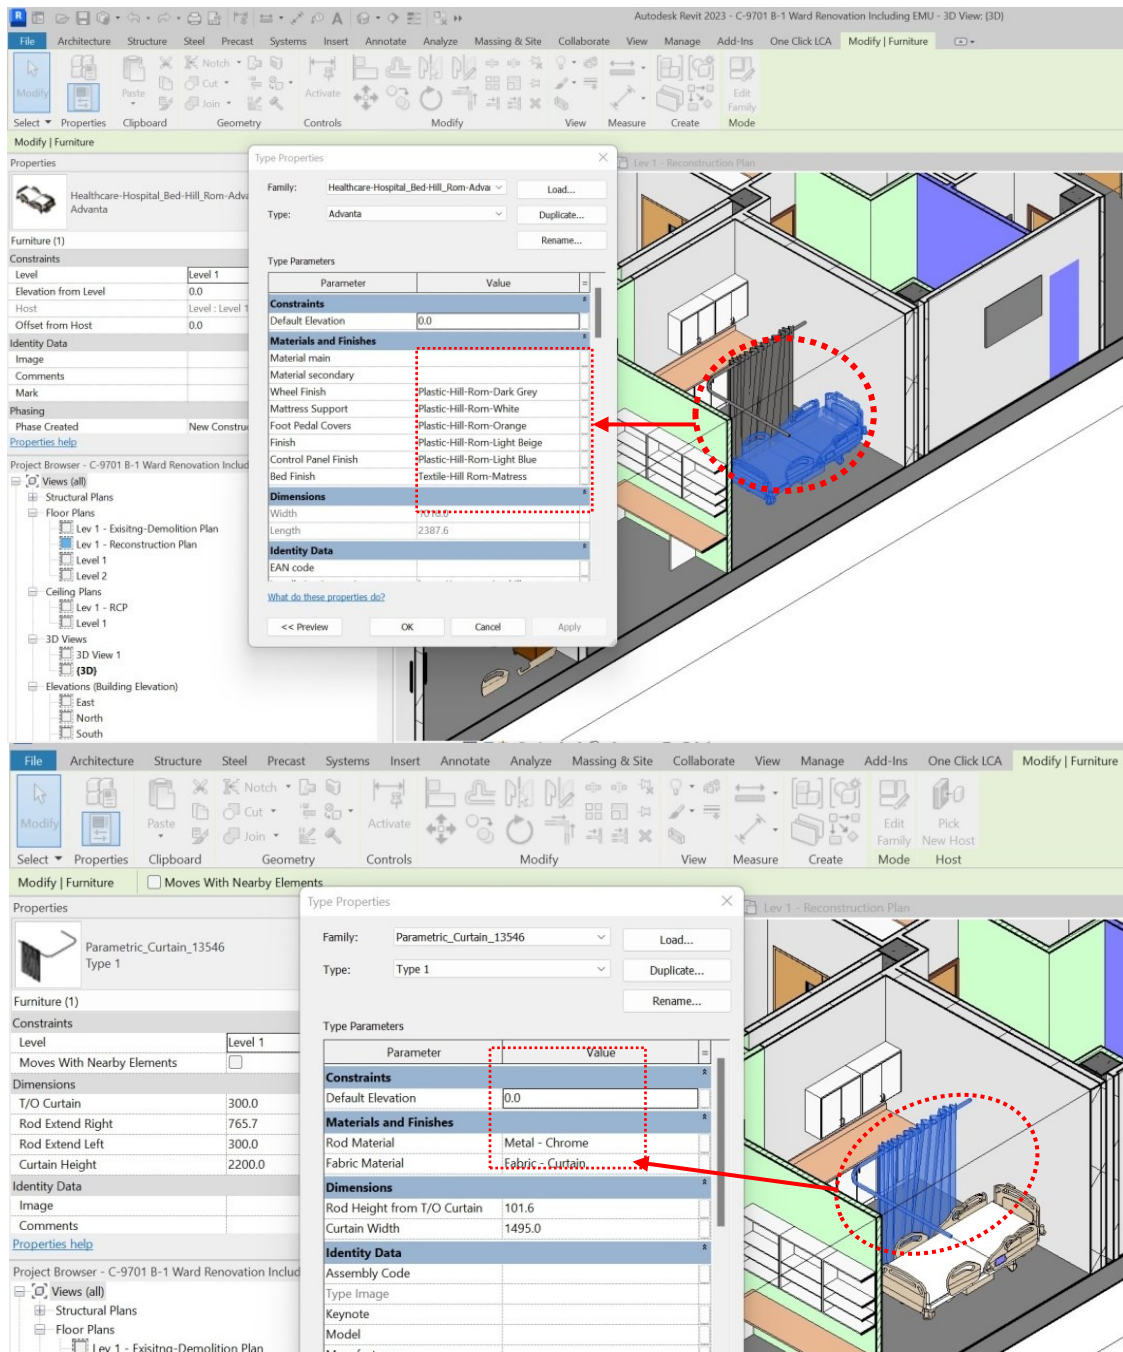 Autodesk Revit 2023 - C-9701 B-1 Ward Renovation Including EMU - 3D View: {3D}
File Architecture Structure Steel Precast Systems Insert Annotate Analyze Massing & Site Collaborate View Manage Add-Ins One Click LCA Modify | Furniture
Notch
Cut
Join
Modify Paste Activate Edit Family
Select Properties Clipboard Geometry Controls Modify View Measure Create Mode
Modify | Furniture
Properties
Healthcare-Hospital_Bed-Hill_Rom-Adva
Advanta
Furniture (1)
Constraints
Level Level 1
Elevation from Level 0.0
Host Level : Level 1
Offset from Host 0.0
Identity Data
Image
Comments
Mark
Phasing
Phase Created New Constru
Properties help
Project Browser - C-9701 B-1 Ward Renovation Includ
Views (all)
Structural Plans
Floor Plans
Lev 1 - Exisitng-Demolition Plan
Lev 1 - Reconstruction Plan
Level 1
Level 2
Ceiling Plans
Lev 1 - RCP
Level 1
3D Views
3D View 1
{3D}
Elevations (Building Elevation)
East
North
South
Type Properties
Family: Healthcare-Hospital_Bed-Hill_Rom-Advai Load...
Type: Advanta Duplicate...
Rename...
Type Parameters
Parameter Value =
Constraints
Default Elevation 0.0
Materials and Finishes
Material main
Material secondary
Wheel Finish Plastic-Hill-Rom-Dark Grey
Mattress Support Plastic-Hill-Rom-White
Foot Pedal Covers Plastic-Hill-Rom-Orange
Finish Plastic-Hill-Rom-Light Beige
Control Panel Finish Plastic-Hill-Rom-Light Blue
Bed Finish Textile-Hill Rom-Matress
Dimensions
Width 1016.0
Length 2387.6
Identity Data
EAN code
What do these properties do?
<< Preview OK Cancel Apply
Lev 1 - Reconstruction Plan
File Architecture Structure Steel Precast Systems Insert Annotate Analyze Massing & Site Collaborate View Manage Add-Ins One Click LCA Modify | Furniture
Notch
Cut
Join
Modify Paste Activate Edit Family Pick New Host
Select Properties Clipboard Geometry Controls Modify View Measure Create Mode Host
Modify | Furniture Moves With Nearby Elements
Properties
Parametric_Curtain_13546
Type 1
Furniture (1)
Constraints
Level Level 1
Moves With Nearby Elements
Dimensions
T/O Curtain 300.0
Rod Extend Right 765.7
Rod Extend Left 300.0
Curtain Height 2200.0
Identity Data
Image
Comments
Properties help
Project Browser - C-9701 B-1 Ward Renovation Includ
Views (all)
Structural Plans
Floor Plans
Lev 1 - Exisitng-Demolition Plan
Type Properties
Family: Parametric_Curtain_13546 Load...
Type: Type 1 Duplicate...
Rename...
Type Parameters
Parameter Value =
Constraints
Default Elevation 0.0
Materials and Finishes
Rod Material Metal - Chrome
Fabric Material Fabric - Curtain
Dimensions
Rod Height from T/O Curtain 101.6
Curtain Width 1495.0
Identity Data
Assembly Code
Type Image
Keynote
Model
Lev 1 - Reconstruction Plan